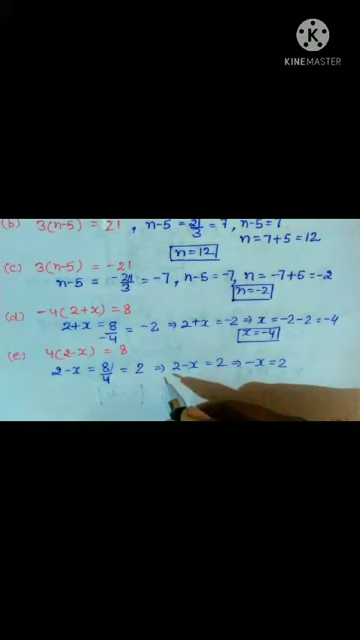 K
KINEMASTER
(b) 3(n-5) = 21, n-5 = 21/3 = 7, n-5 = 7
n = 7+5 = 12
n = 12
(c) 3(n-5) = -21
n-5 = -21/3 = -7, n-5 = -7, n = -7+5 = -2
n = -2
(d) -4(2+x) = 8
2+x = 8/-4 = -2 ⇒ 2+x = -2 ⇒ x = -2-2 = -4
x = -4
(e) 4(2-x) = 8
2-x = 8/4 = 2 ⇒ 2-x = 2 ⇒ -x = 2